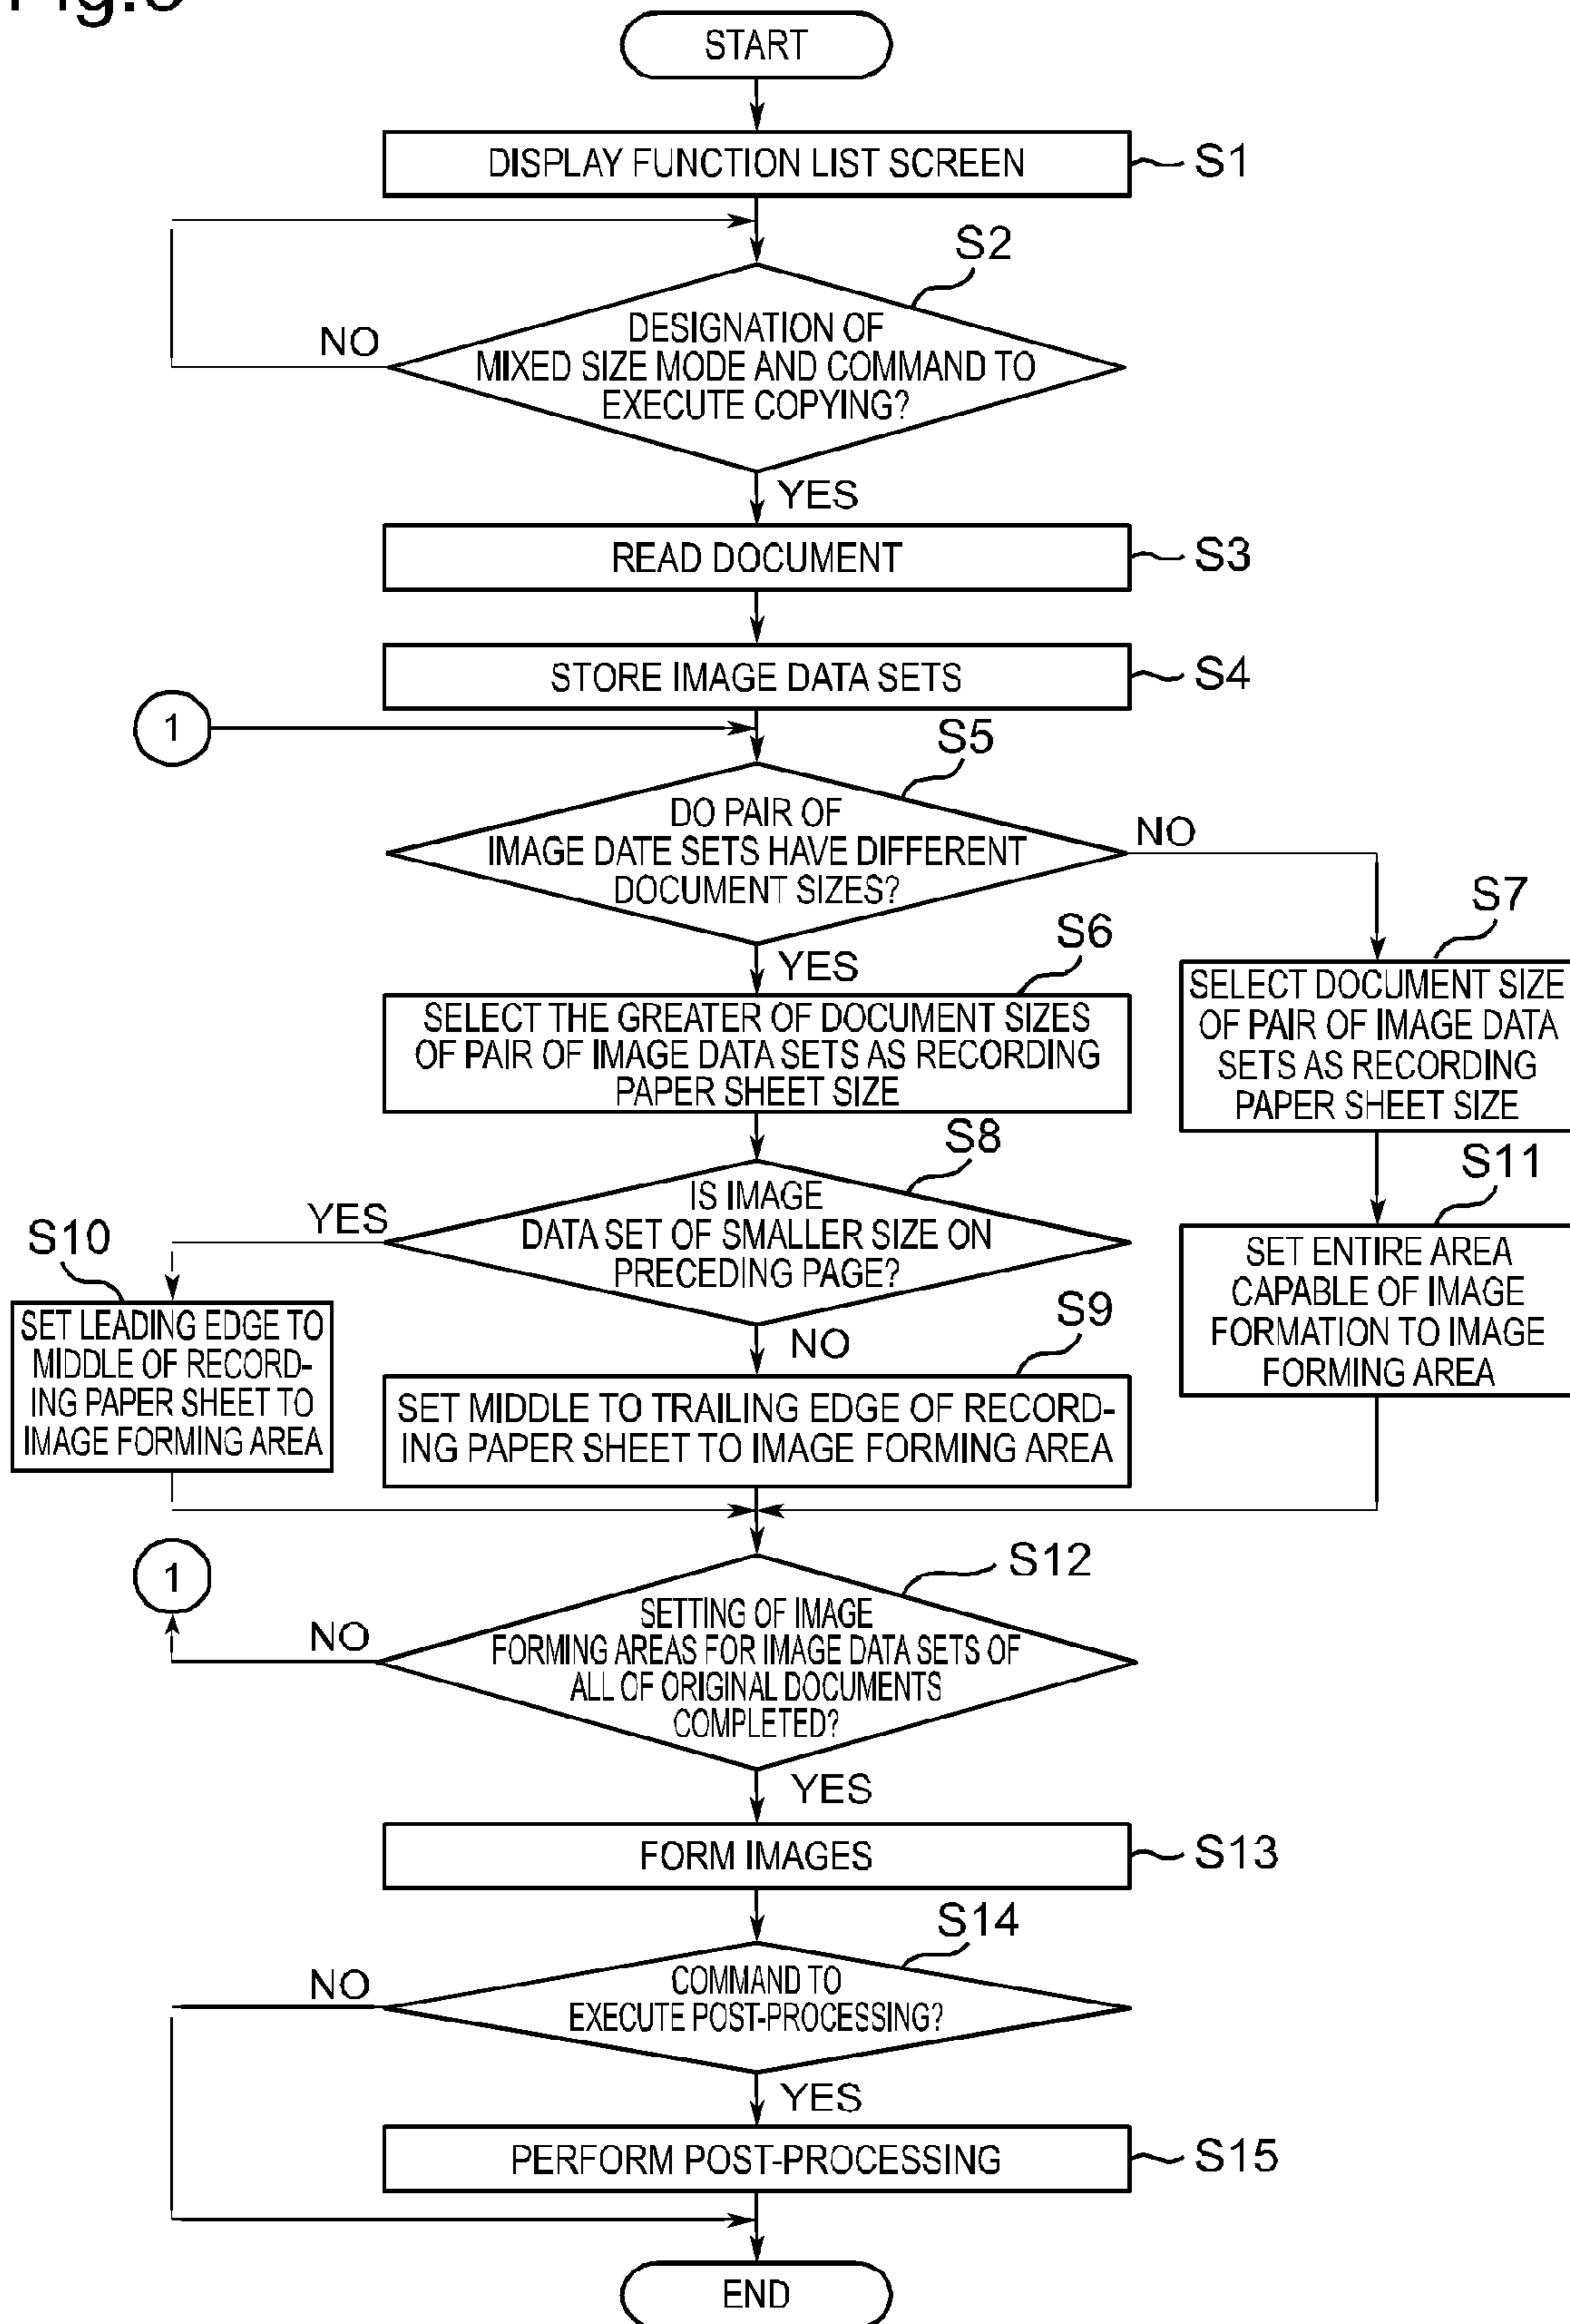 START
DISPLAY FUNCTION LIST SCREEN
S1
S2
DESIGNATION OF
MIXED SIZE MODE AND COMMAND TO
EXECUTE COPYING?
NO
YES
READ DOCUMENT
S3
STORE IMAGE DATA SETS
S4
1
S5
DO PAIR OF
IMAGE DATE SETS HAVE DIFFERENT
DOCUMENT SIZES?
NO
YES
S6
SELECT THE GREATER OF DOCUMENT SIZES
OF PAIR OF IMAGE DATA SETS AS RECORDING
PAPER SHEET SIZE
S7
SELECT DOCUMENT SIZE
OF PAIR OF IMAGE DATA
SETS AS RECORDING
PAPER SHEET SIZE
S8
IS IMAGE
DATA SET OF SMALLER SIZE ON
PRECEDING PAGE?
YES
NO
S10
SET LEADING EDGE TO
MIDDLE OF RECORD-
ING PAPER SHEET TO
IMAGE FORMING AREA
S9
SET MIDDLE TO TRAILING EDGE OF RECORD-
ING PAPER SHEET TO IMAGE FORMING AREA
S11
SET ENTIRE AREA
CAPABLE OF IMAGE
FORMATION TO IMAGE
FORMING AREA
1
S12
SETTING OF IMAGE
FORMING AREAS FOR IMAGE DATA SETS OF
ALL OF ORIGINAL DOCUMENTS
COMPLETED?
NO
YES
FORM IMAGES
S13
S14
COMMAND TO
EXECUTE POST-PROCESSING?
NO
YES
PERFORM POST-PROCESSING
S15
END